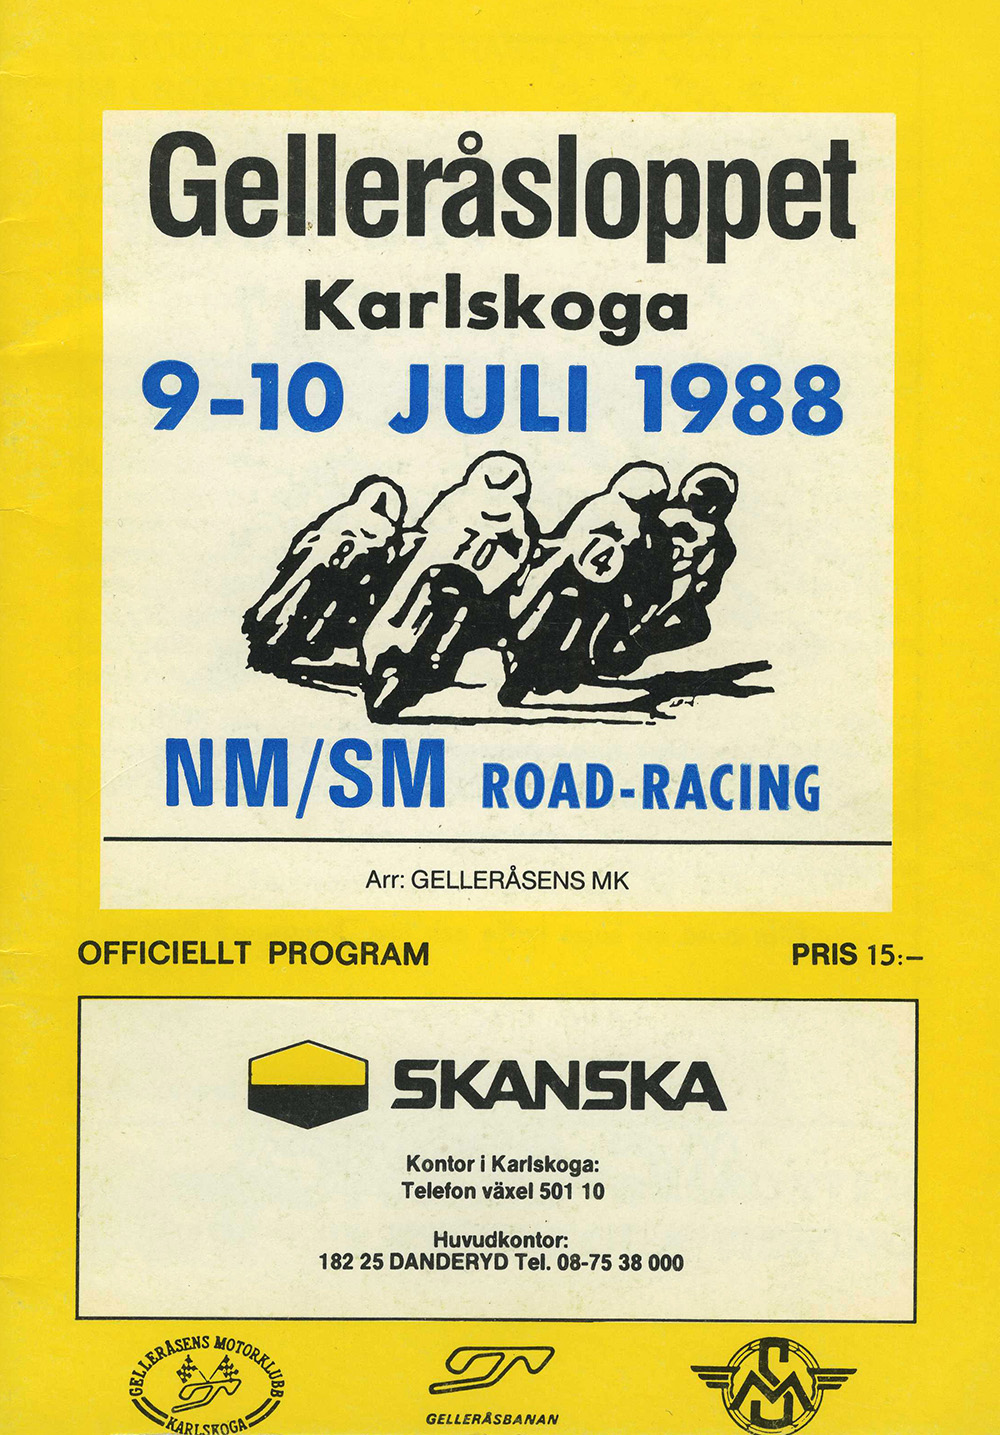 Gelleråsloppet
Karlskoga
9-10 JULI 1988
8
70
14
NM/SM ROAD-RACING
Arr: GELLERÅSENS MK
OFFICIELLT PROGRAM PRIS 15:–
SKANSKA
Kontor i Karlskoga:
Telefon växel 501 10
Huvudkontor:
182 25 DANDERYD Tel. 08-75 38 000
GELLERÅSENS MOTORKLUBB
KARLSKOGA
GELLERÅSBANAN
SMU